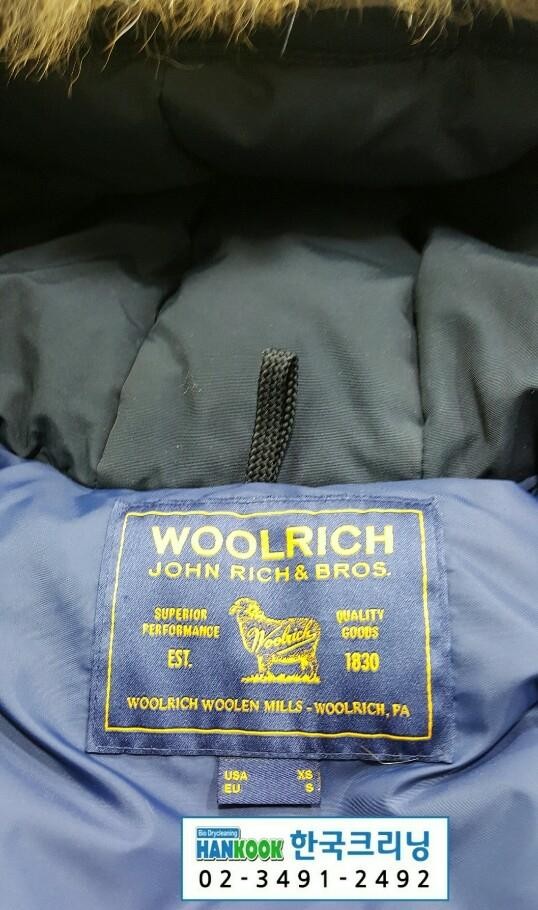 WOOLRICH
JOHN RICH & BROS.
SUPERIOR PERFORMANCE
EST.
Woolrich
QUALITY GOODS
1830
WOOLRICH WOOLEN MILLS - WOOLRICH, PA
USA XS
EU S
Bio Drycleaning
HANKOOK 한국크리닝
02-3491-2492